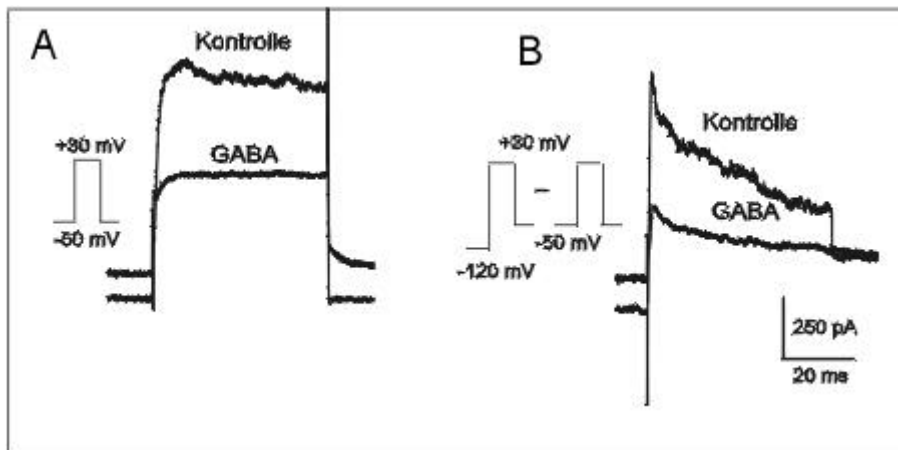 A
Kontrolle
+30 mV
GABA
-50 mV
B
Kontrolle
+30 mV
GABA
-50 mV
-120 mV
250 pA
20 ms